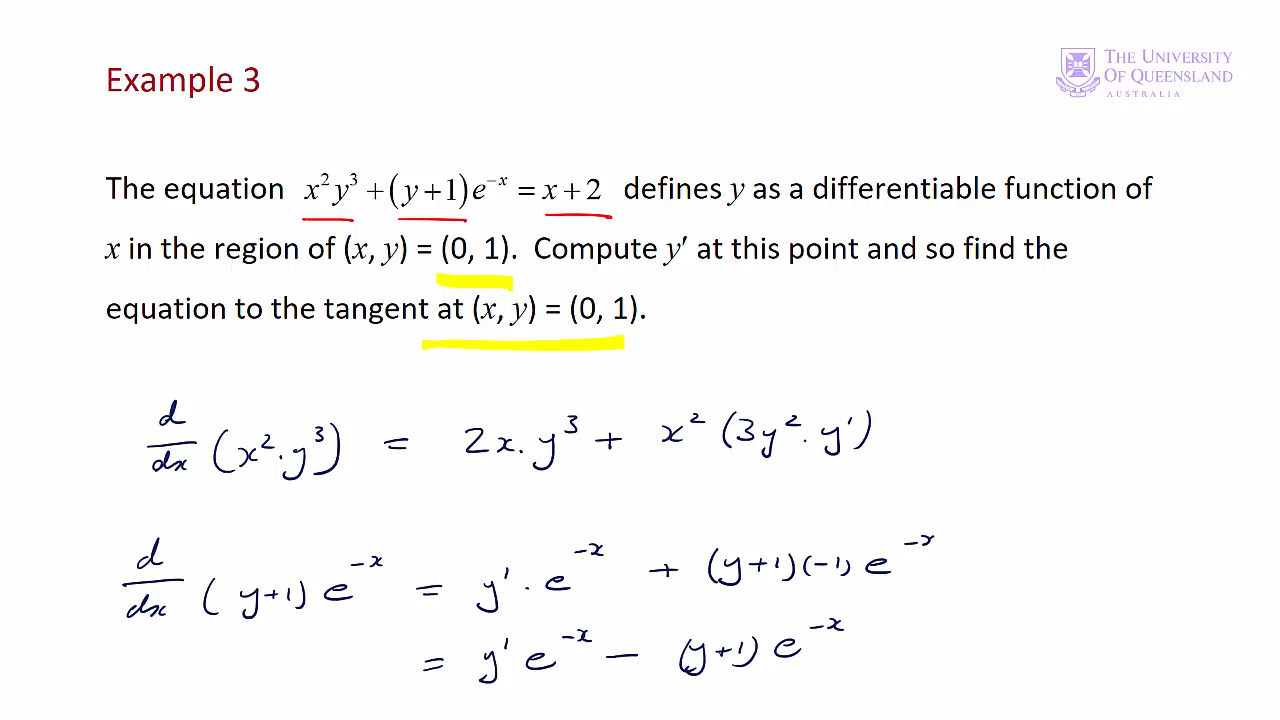 Example 3
THE UNIVERSITY
OF QUEENSLAND
AUSTRALIA
The equation x²y³ + (y + 1)e⁻ˣ = x + 2 defines y as a differentiable function of
x in the region of (x, y) = (0, 1). Compute y′ at this point and so find the
equation to the tangent at (x, y) = (0, 1).
d/dx (x²·y³) = 2x·y³ + x² (3y²·y′)
d/dx (y+1) e⁻ˣ = y′·e⁻ˣ + (y+1)(-1) e⁻ˣ
= y′ e⁻ˣ − (y+1) e⁻ˣ